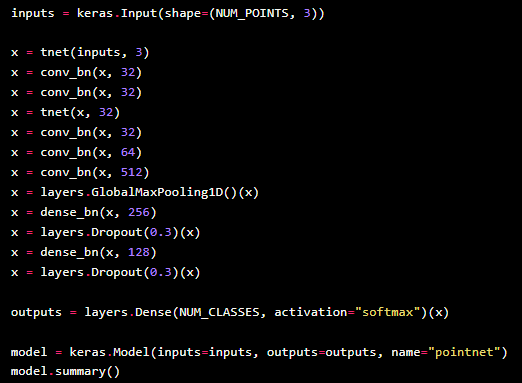 inputs = keras.Input(shape=(NUM_POINTS, 3))
x = tnet(inputs, 3)
x = conv_bn(x, 32)
x = conv_bn(x, 32)
x = tnet(x, 32)
x = conv_bn(x, 32)
x = conv_bn(x, 64)
x = conv_bn(x, 512)
x = layers.GlobalMaxPooling1D()(x)
x = dense_bn(x, 256)
x = layers.Dropout(0.3)(x)
x = dense_bn(x, 128)
x = layers.Dropout(0.3)(x)
outputs = layers.Dense(NUM_CLASSES, activation="softmax")(x)
model = keras.Model(inputs=inputs, outputs=outputs, name="pointnet")
model.summary()